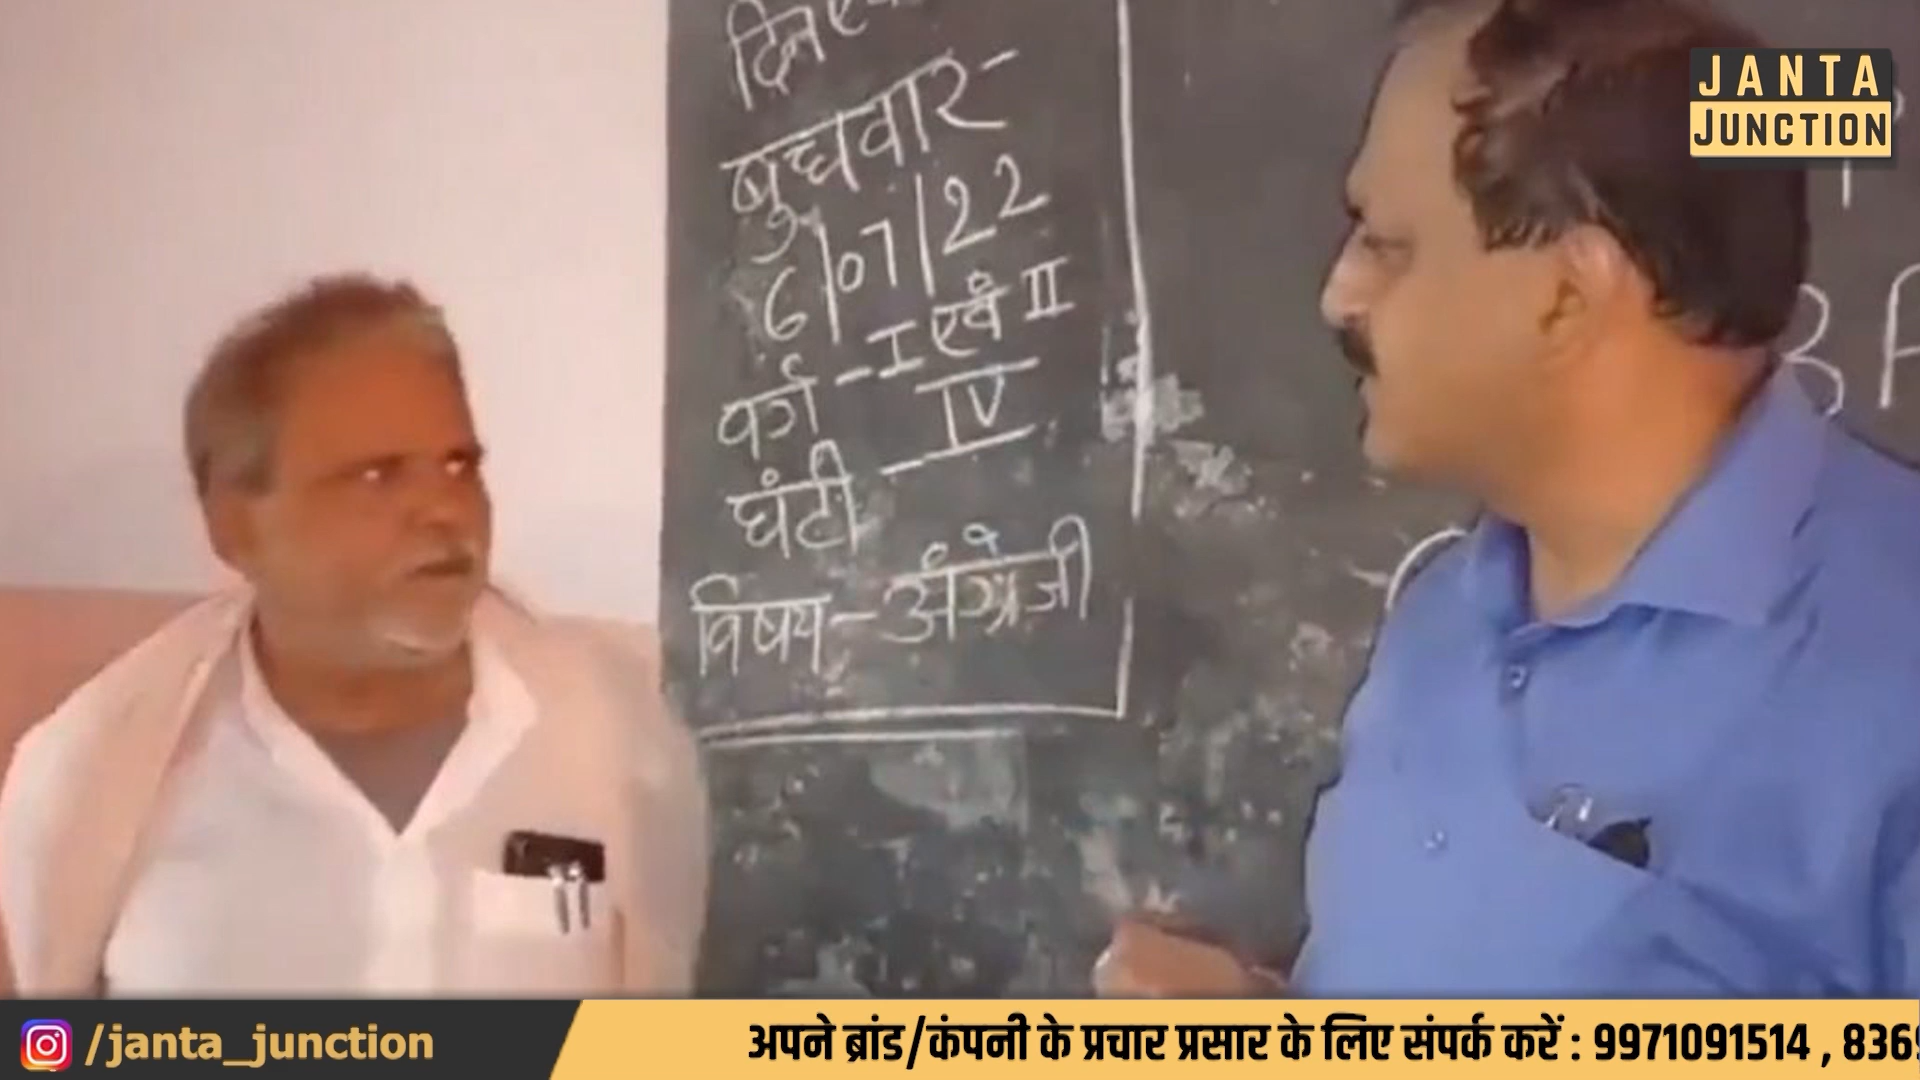 बुधवार-
6/07/22
वर्ग - I एवं II
घंटी - IV
विषय - अंग्रेजी
JANTA
JUNCTION
/janta_junction
अपने ब्रांड/कंपनी के प्रचार प्रसार के लिए संपर्क करें : 9971091514 ,